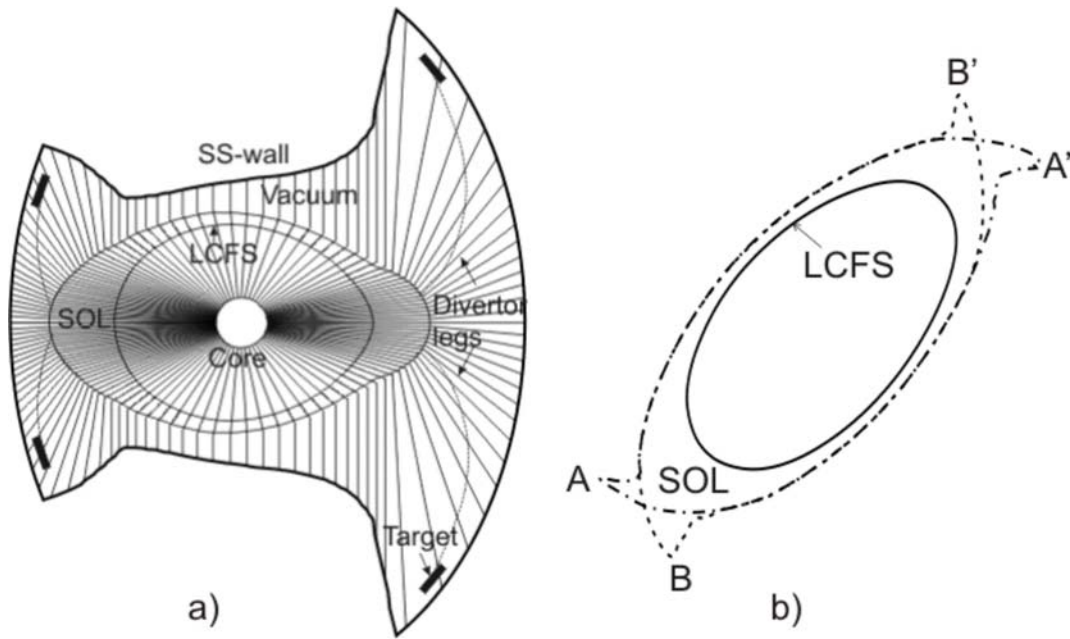 SS-wall
Vacuum
LCFS
SOL
Divertor
legs
Core
Target
a)
B'
A'
LCFS
A
SOL
B
b)